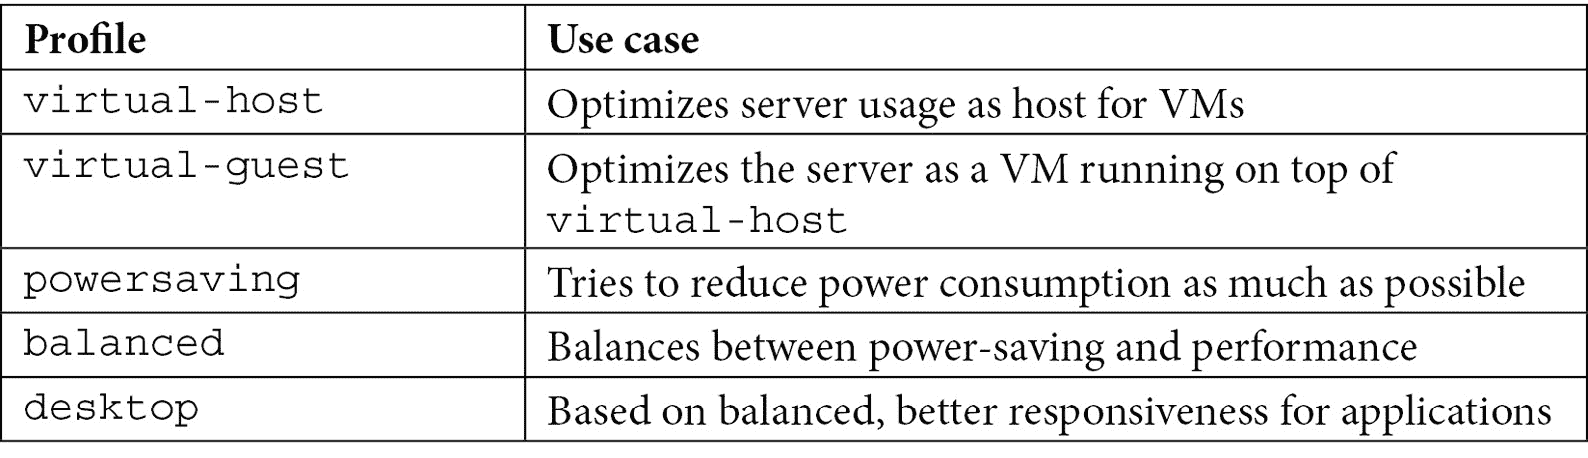 Profile Use case
virtual-host Optimizes server usage as host for VMs
virtual-guest Optimizes the server as a VM running on top of
virtual-host
powersaving Tries to reduce power consumption as much as possible
balanced Balances between power-saving and performance
desktop Based on balanced, better responsiveness for applications